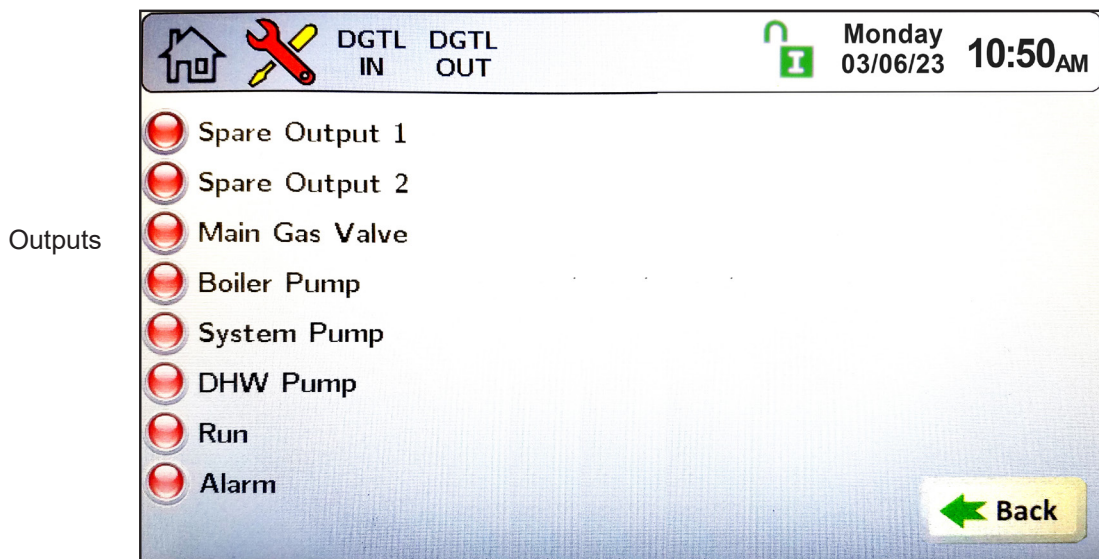 DGTL IN
DGTL OUT
Monday
03/06/23
10:50AM
I
Outputs
Spare Output 1
Spare Output 2
Main Gas Valve
Boiler Pump
System Pump
DHW Pump
Run
Alarm
Back